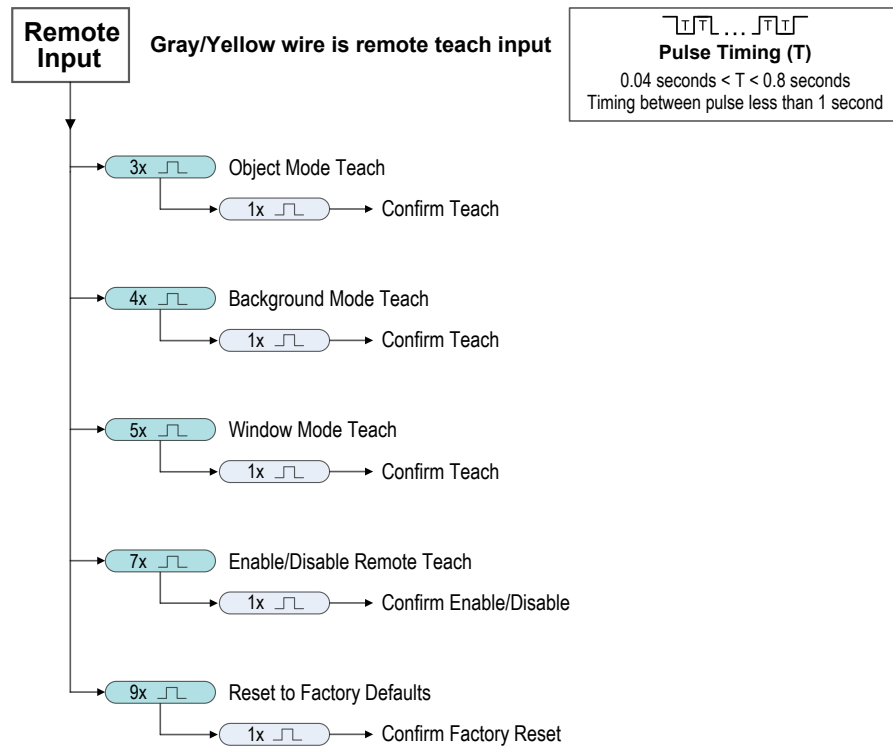 Remote
Input
Gray/Yellow wire is remote teach input
T T ... T T
Pulse Timing (T)
0.04 seconds < T < 0.8 seconds
Timing between pulse less than 1 second
3x Object Mode Teach
1x Confirm Teach
4x Background Mode Teach
1x Confirm Teach
5x Window Mode Teach
1x Confirm Teach
7x Enable/Disable Remote Teach
1x Confirm Enable/Disable
9x Reset to Factory Defaults
1x Confirm Factory Reset